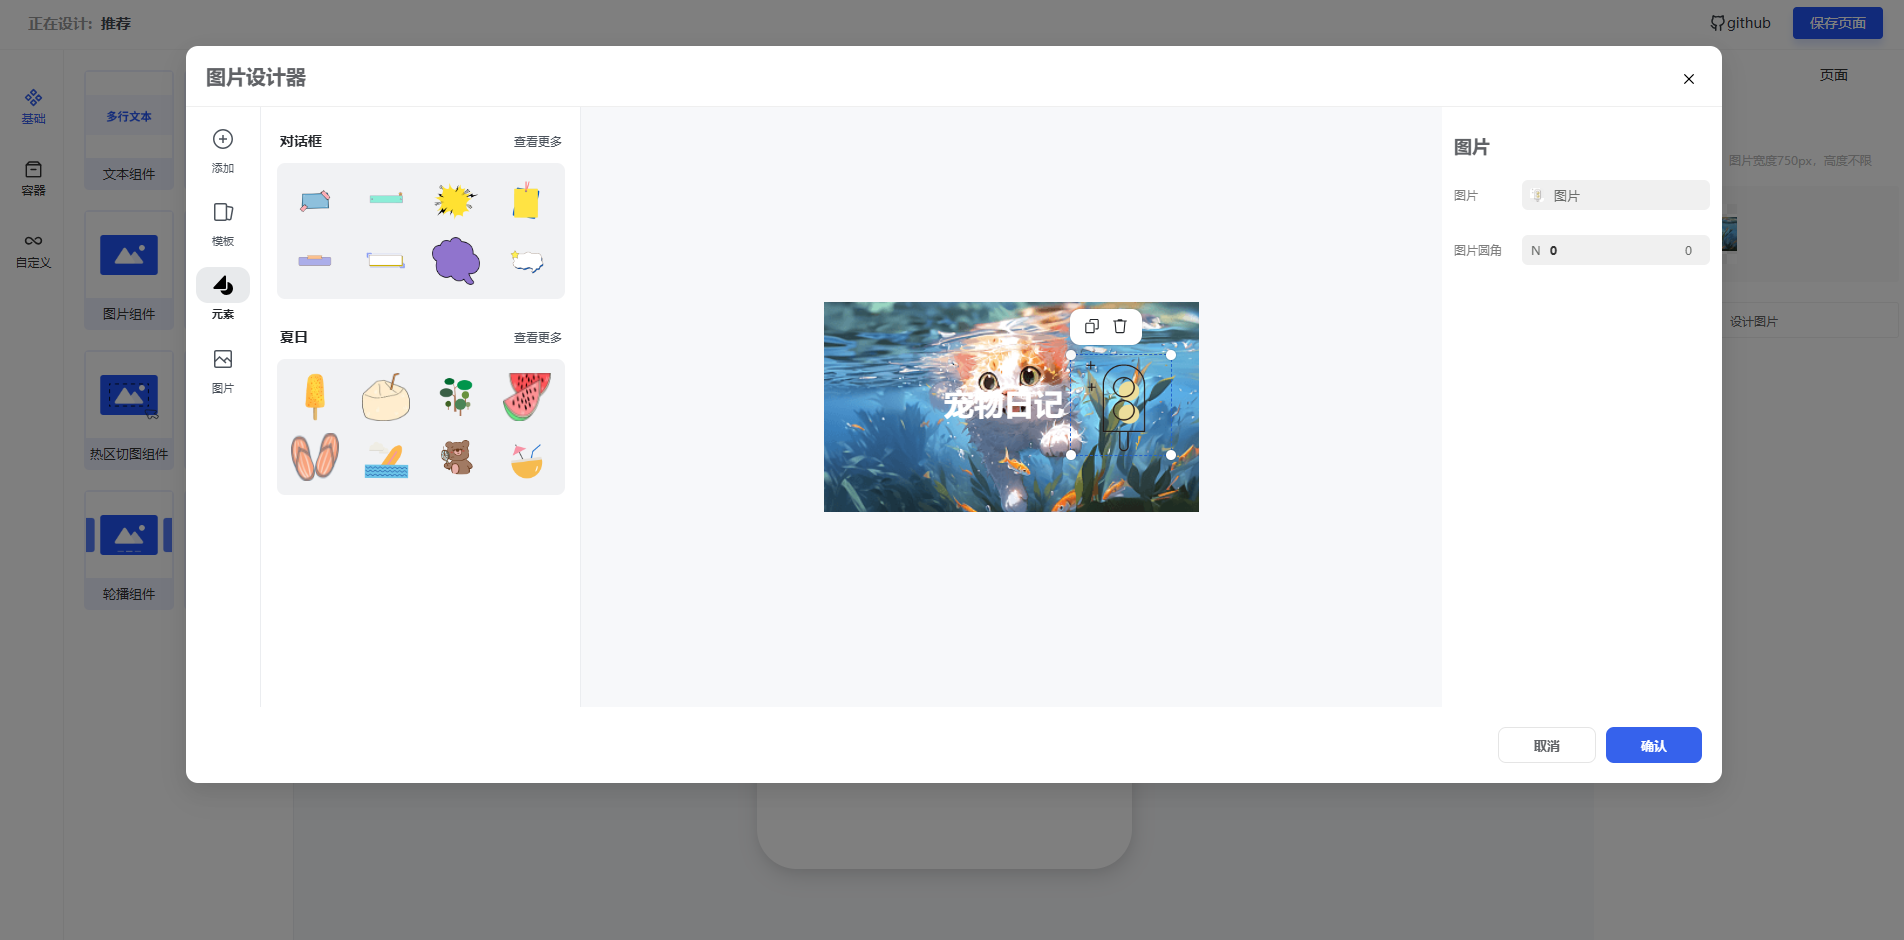 正在设计: 推荐
github
保存页面
基础
容器
自定义
多行文本
文本组件
图片组件
热区切图组件
轮播组件
图片设计器
添加
模板
元素
图片
对话框
查看更多
夏日
查看更多
宠物日记
图片
图片
图片
图片圆角
N 0
0
取消
确认
页面
图片宽度750px，高度不限
设计图片